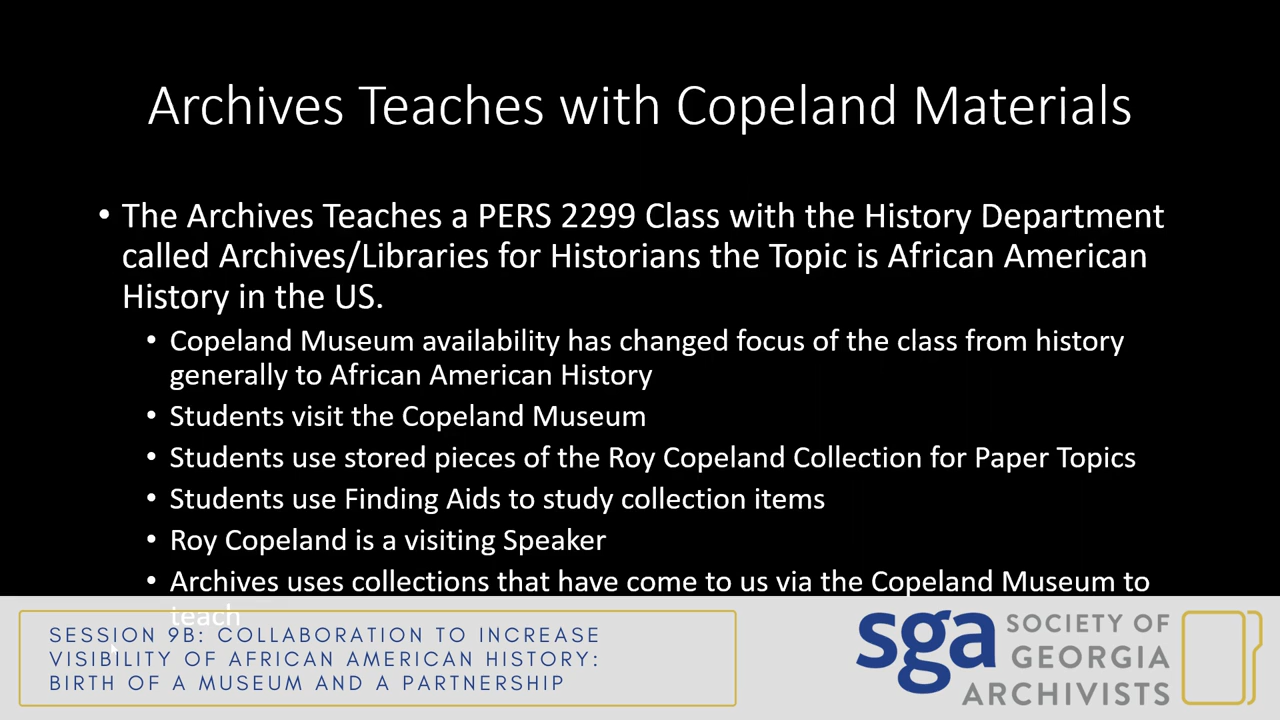 Archives Teaches with Copeland Materials
• The Archives Teaches a PERS 2299 Class with the History Department
called Archives/Libraries for Historians the Topic is African American
History in the US.
• Copeland Museum availability has changed focus of the class from history
generally to African American History
• Students visit the Copeland Museum
• Students use stored pieces of the Roy Copeland Collection for Paper Topics
• Students use Finding Aids to study collection items
• Roy Copeland is a visiting Speaker
• Archives uses collections that have come to us via the Copeland Museum to
teach
SESSION 9B: COLLABORATION TO INCREASE
VISIBILITY OF AFRICAN AMERICAN HISTORY:
BIRTH OF A MUSEUM AND A PARTNERSHIP
sga
SOCIETY OF
GEORGIA
ARCHIVISTS